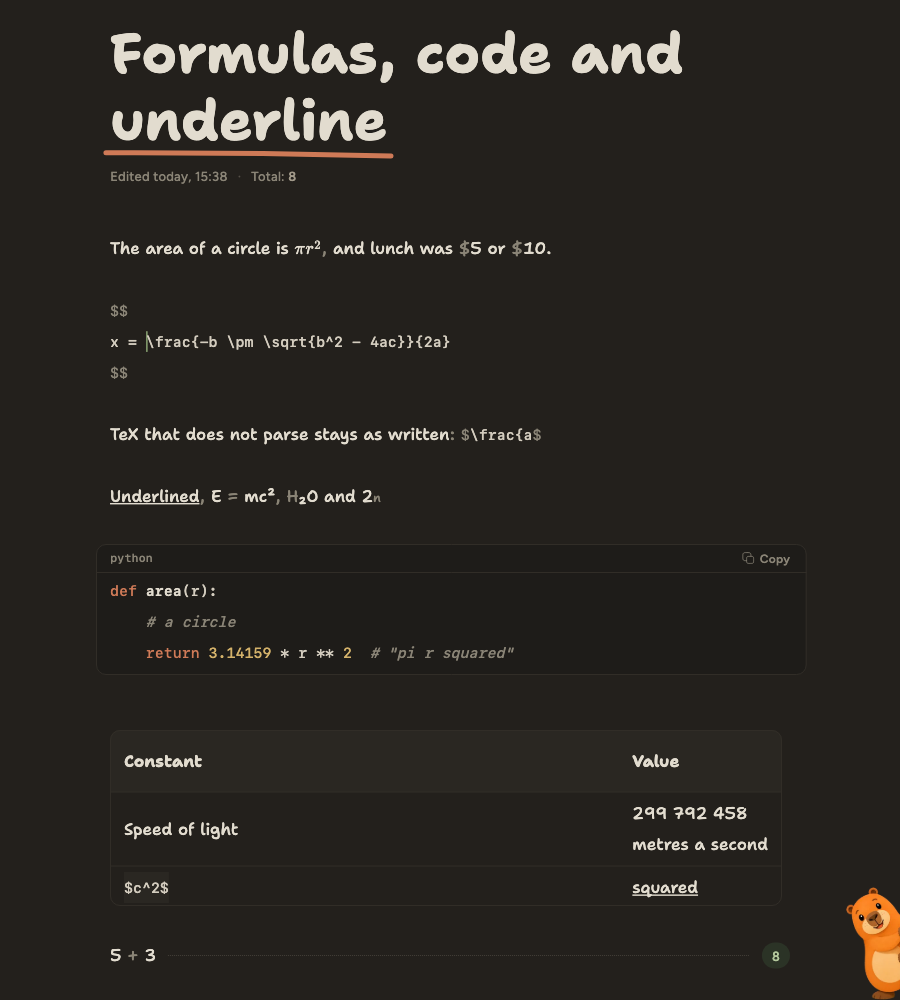 Formulas, code and
underline
Edited today, 15:38 · Total: 8
The area of a circle is πr², and lunch was $5 or $10.
$$
x = \frac{-b \pm \sqrt{b^2 - 4ac}}{2a}
$$
TeX that does not parse stays as written: $\frac{a$
Underlined, E = mc², H₂O and 2n
python
Copy
def area(r):
    # a circle
    return 3.14159 * r ** 2  # "pi r squared"
Constant Value
Speed of light 299 792 458
metres a second
$c^2$ squared
5 + 3 8